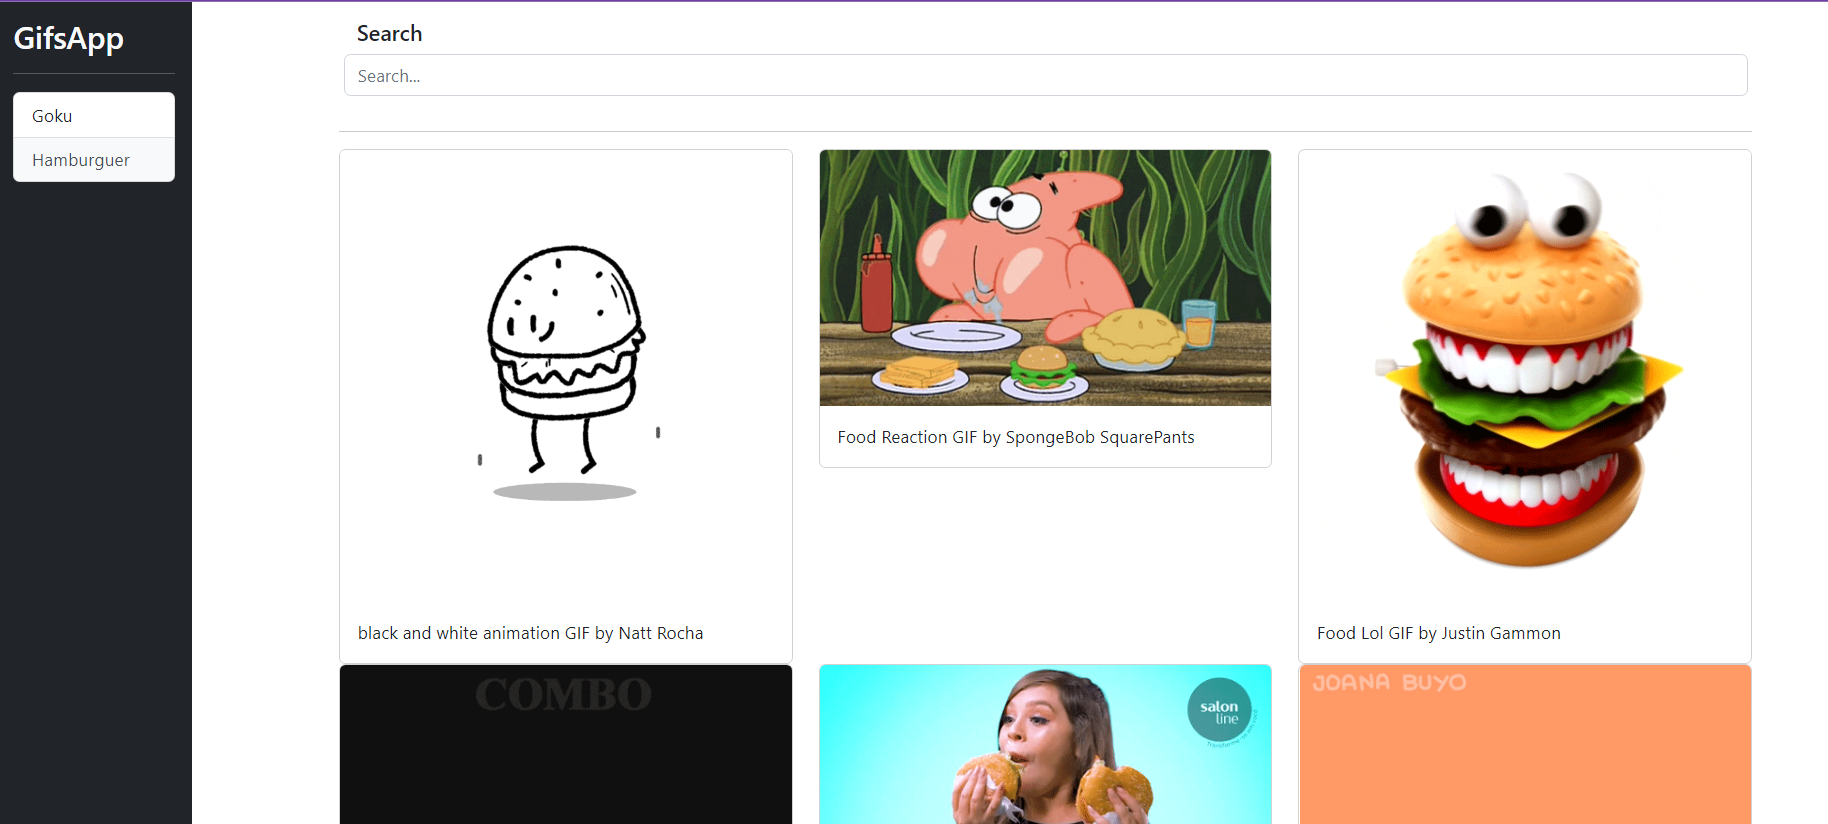 GifsApp
Goku
Hamburguer
Search
Search...
black and white animation GIF by Natt Rocha
Food Reaction GIF by SpongeBob SquarePants
Food Lol GIF by Justin Gammon
COMBO
salon
line
JOANA BUYO